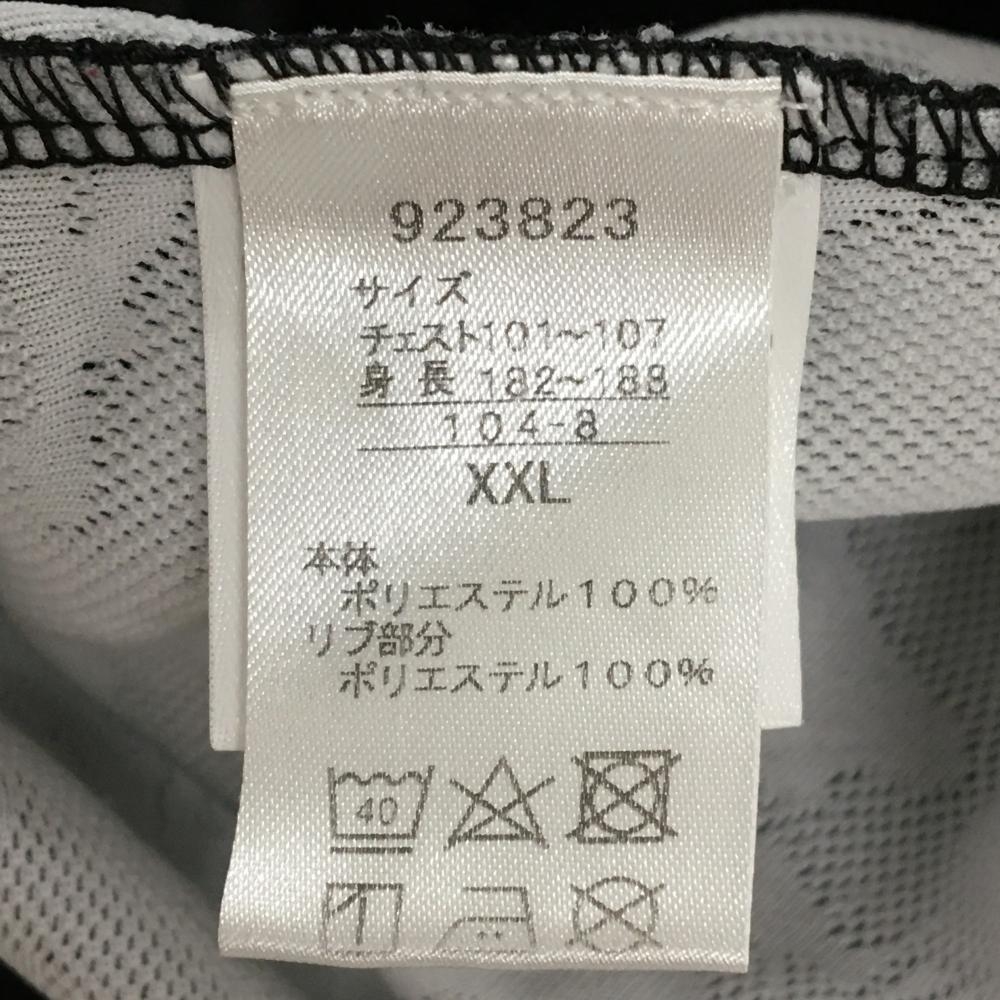 923823
サイズ
チェスト101～107
身長 182～188
104-8
XXL
本体
ポリエステル100%
リブ部分
ポリエステル100%
40